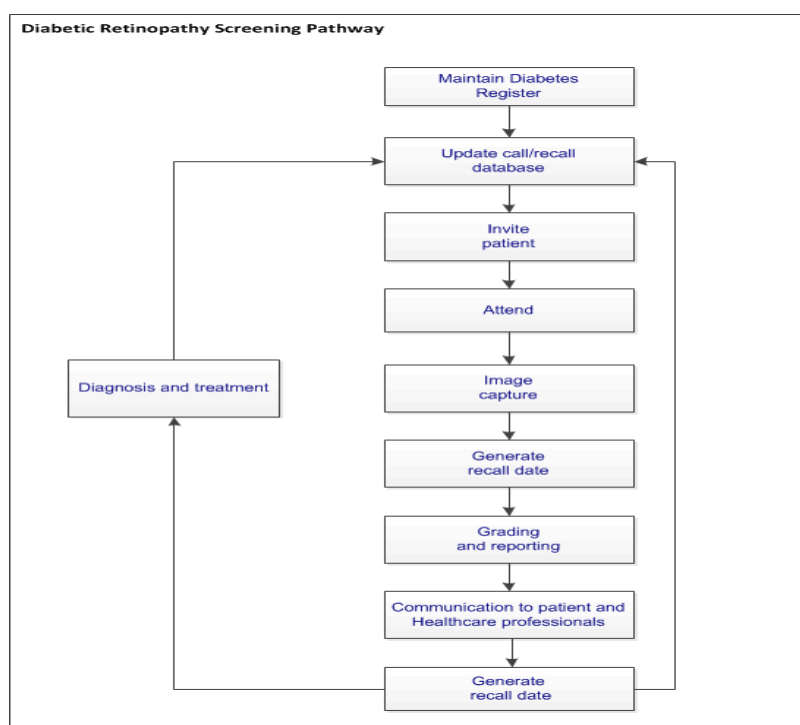 Diabetic Retinopathy Screening Pathway
Maintain Diabetes
Register
Update call/recall
database
Invite
patient
Attend
Diagnosis and treatment
Image
capture
Generate
recall date
Grading
and reporting
Communication to patient and
Healthcare professionals
Generate
recall date